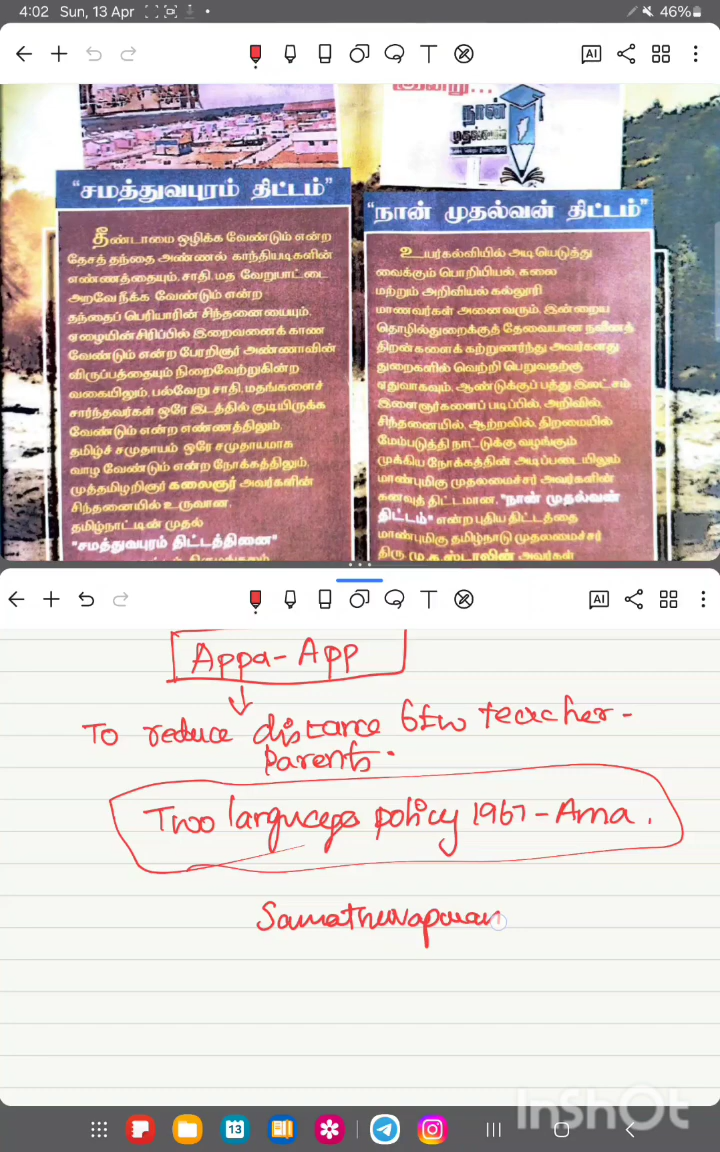 4:02 Sun, 13 Apr
46%
AI
நான்
முதல்வன்
"சமத்துவபுரம் திட்டம்"
தீண்டாமை ஒழிக்க வேண்டும் என்ற
தேசத் தந்தை அண்ணல் காந்தியடிகளின்
எண்ணத்தையும், சாதி, மத வேறுபாட்டை
அறவே நீக்க வேண்டும் என்ற
தந்தைப் பெரியாரின் சிந்தனையையும்,
ஏழையின் சிரிப்பில் இறைவனைக் காண
வேண்டும் என்ற பேரறிஞர் அண்ணாவின்
விருப்பத்தையும் நிறைவேற்றுகின்ற
வகையிலும், பல்வேறு சாதி, மதங்களைச்
சார்ந்தவர்கள் ஒரே இடத்தில் குடியிருக்க
வேண்டும் என்ற எண்ணத்திலும்,
தமிழ்ச் சமுதாயம் ஒரே சமுதாயமாக
வாழ வேண்டும் என்ற நோக்கத்திலும்,
முத்தமிழறிஞர் கலைஞர் அவர்களின்
சிந்தனையில் உருவான,
தமிழ்நாட்டின் முதல்
"சமத்துவபுரம் திட்டத்தினை"
"நான் முதல்வன் திட்டம்"
உயர்கல்வியில் அடியெடுத்து
வைக்கும் பொறியியல், கலை
மற்றும் அறிவியல் கல்லூரி
மாணவர்கள் அனைவரும், இன்றைய
தொழில்துறைக்குத் தேவையான நவீனத்
திறன்களைக் கற்றுணர்ந்து அவர்களது
துறைகளில் வெற்றி பெறுவதற்கு
ஏதுவாகவும், ஆண்டுக்குப் பத்து இலட்சம்
இளைஞர்களைப் படிப்பில், அறிவில்,
சிந்தனையில், ஆற்றலில், திறமையில்
மேம்படுத்தி நாட்டுக்கு வழங்கும்
முக்கிய நோக்கத்தின் அடிப்படையிலும்
மாண்புமிகு முதலமைச்சர் அவர்களின்
கனவுத் திட்டமான, "நான் முதல்வன்
திட்டம்" என்ற புதிய திட்டத்தை
மாண்புமிகு தமிழ்நாடு முதலமைச்சர்
திரு மு.க.ஸ்டாலின் அவர்கள்
AI
Appa-App
To reduce distance btw teacher-
parents.
Two languages policy 1967-Anna.
Samathuvapuram
13
InShOt